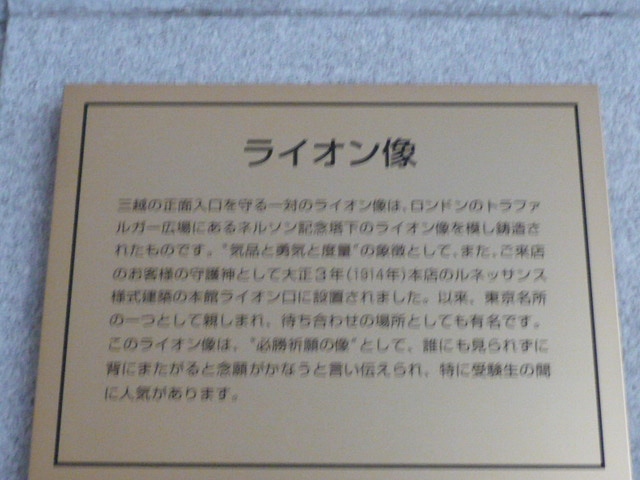 ライオン像
三越の正面入口を守る一対のライオン像は、ロンドンのトラファ
ルガー広場にあるネルソン記念塔下のライオン像を模し鋳造さ
れたものです。"気品と勇気と度量"の象徴として、また、ご来店
のお客様の守護神として大正3年(1914年)本店のルネッサンス
様式建築の本館ライオン口に設置されました。以来、東京名所
の一つとして親しまれ、待ち合わせの場所としても有名です。
このライオン像は、"必勝祈願の像"として、誰にも見られずに
背にまたがると念願がかなうと言い伝えられ、特に受験生の間
に人気があります。